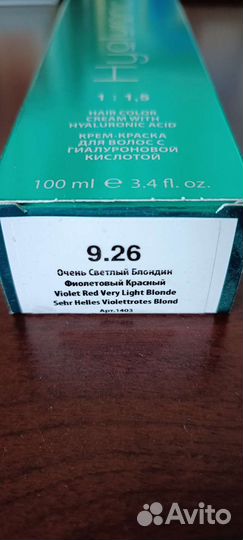 1 : 1,5
HAIR COLOR
CREAM WITH
HYALURONIC ACID
КРЕМ-КРАСКА
ДЛЯ ВОЛОС С
ГИАЛУРОНОВОЙ
КИСЛОТОЙ
100 ml ℮ 3.4 fl. oz.
9.26
Очень Светлый Блондин
Фиолетовый Красный
Violet Red Very Light Blonde
Sehr Helles Violettrotes Blond
Арт.1403
Avito